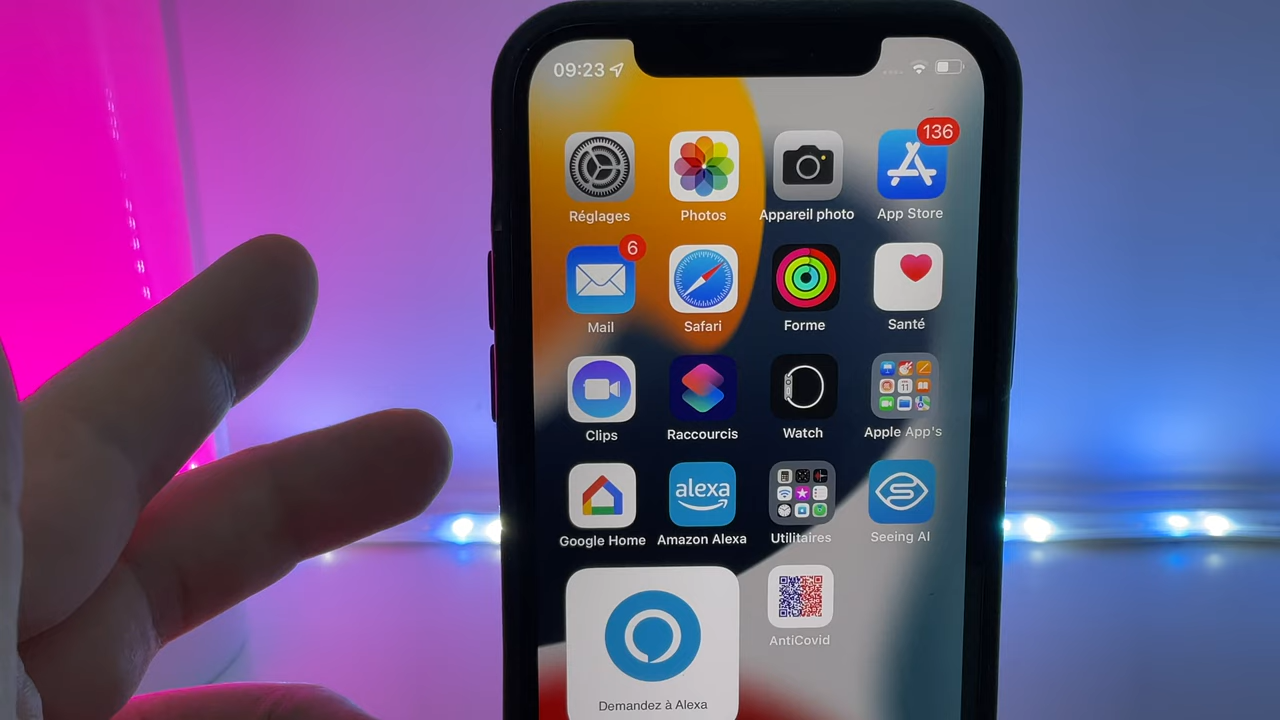 09:23
136
Réglages Photos Appareil photo App Store
6
Mail Safari Forme Santé
Clips Raccourcis Watch Apple App's
alexa
Google Home Amazon Alexa Utilitaires Seeing AI
AntiCovid
Demandez à Alexa